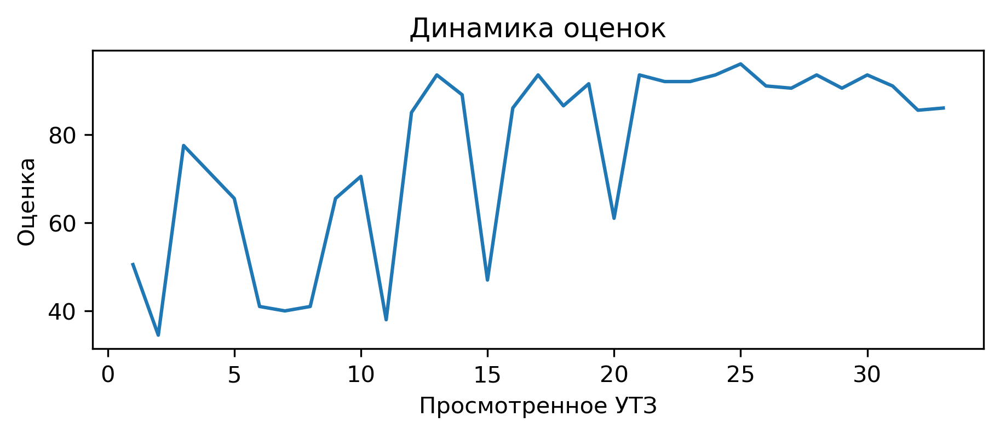 Динамика оценок
Оценка
80
60
40
0 5 10 15 20 25 30
Просмотренное УТЗ